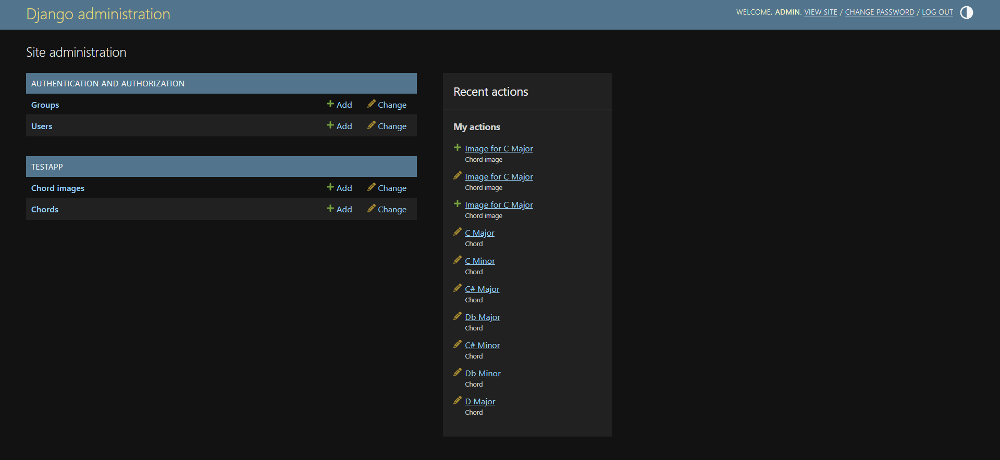 Django administration
WELCOME, ADMIN. VIEW SITE / CHANGE PASSWORD / LOG OUT
Site administration
AUTHENTICATION AND AUTHORIZATION
Groups Add Change
Users Add Change
TESTAPP
Chord images Add Change
Chords Add Change
Recent actions
My actions
Image for C Major
Chord image
Image for C Major
Chord image
Image for C Major
Chord image
C Major
Chord
C Minor
Chord
C# Major
Chord
Db Major
Chord
C# Minor
Chord
Db Minor
Chord
D Major
Chord